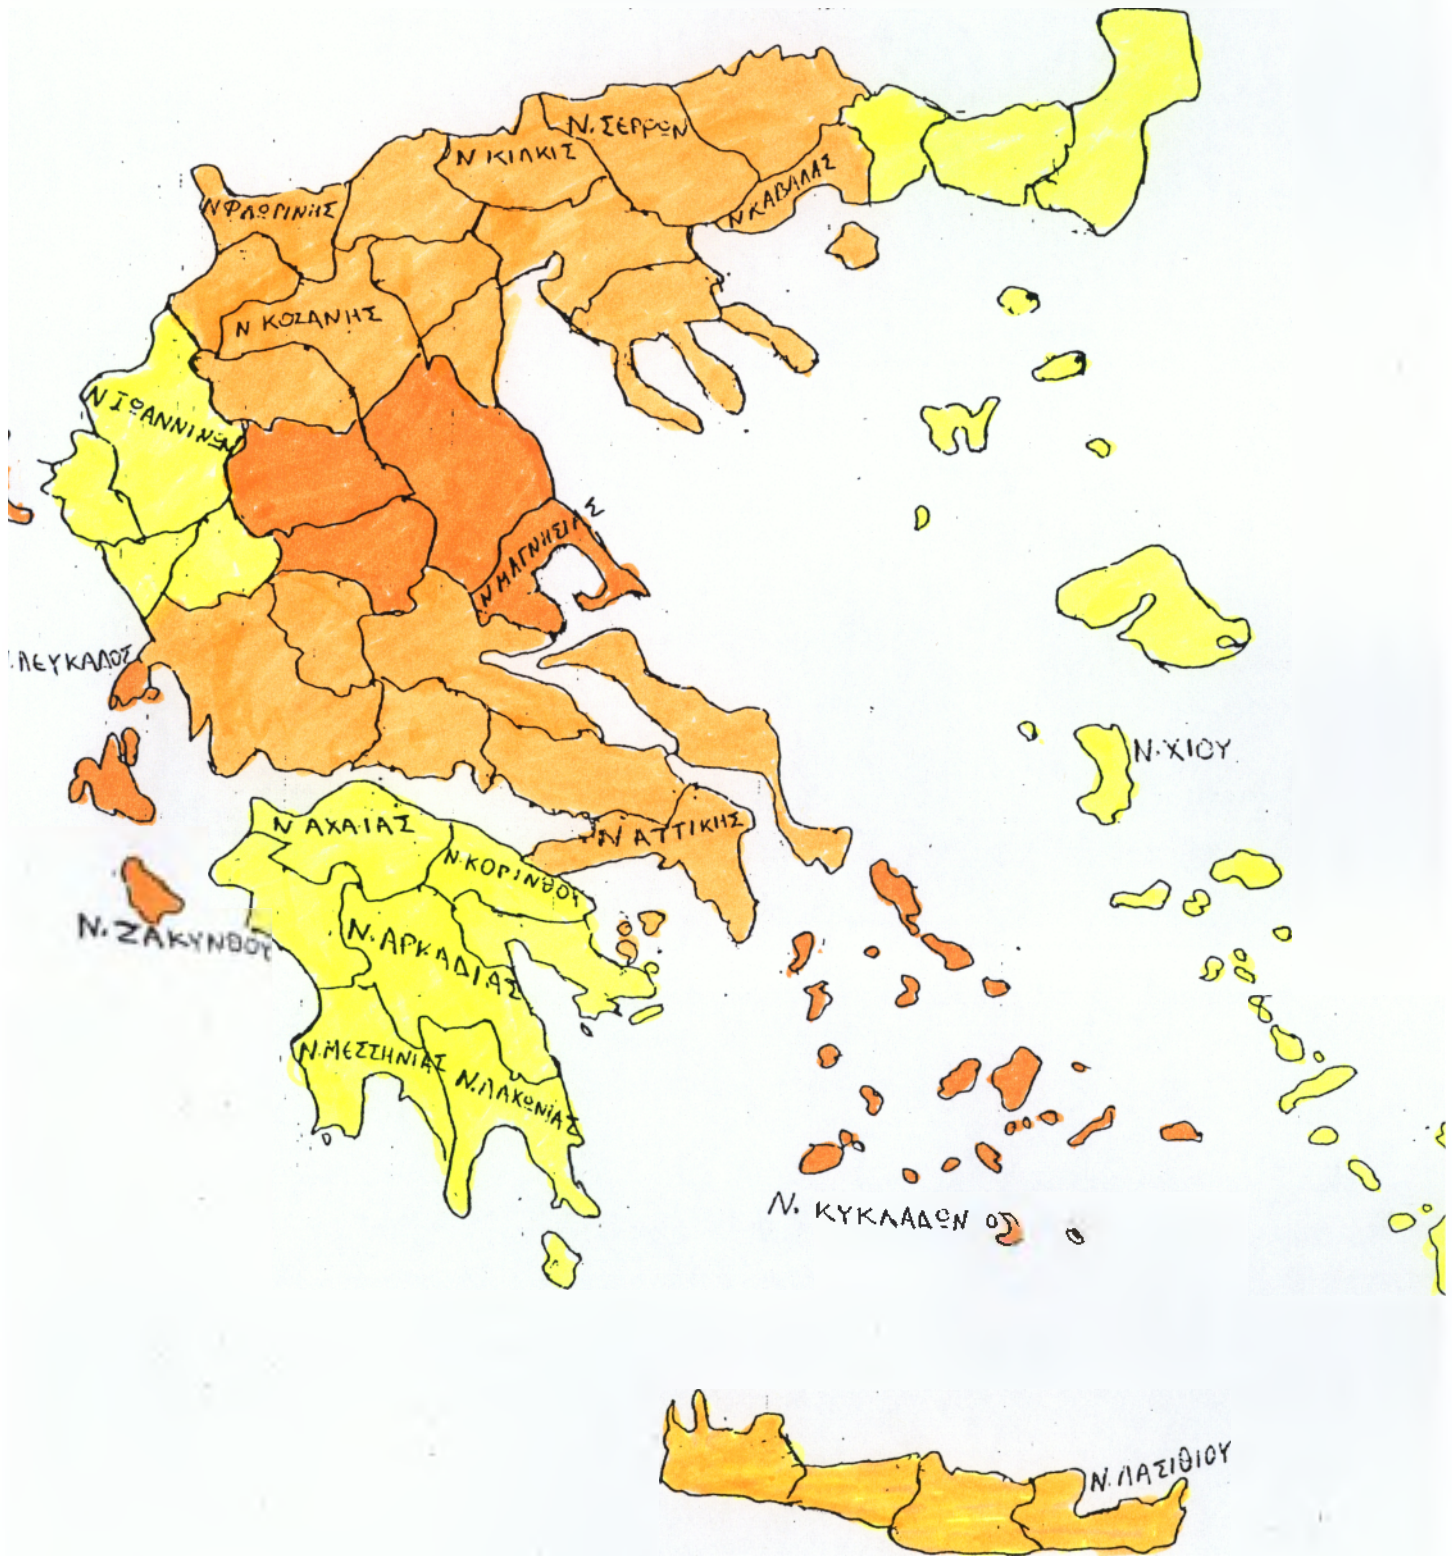 Ν. ΣΕΡΡΩΝ
Ν ΚΙΛΚΙΣ
Ν ΚΑΒΑΛΑΣ
Ν ΦΛΩΡΙΝΗΣ
Ν ΚΟΖΑΝΗΣ
Ν ΙΩΑΝΝΙΝΩΝ
Ν ΜΑΓΝΗΣΙΑΣ
. ΛΕΥΚΑΔΟΣ
Ν. ΧΙΟΥ
Ν ΑΧΑΙΑΣ
Ν ΑΤΤΙΚΗΣ
Ν. ΚΟΡΙΝΘΟΥ
Ν. ΖΑΚΥΝΘΟΥ
Ν. ΑΡΚΑΔΙΑΣ
Ν. ΜΕΣΣΗΝΙΑΣ
Ν. ΛΑΚΩΝΙΑΣ
Ν. ΚΥΚΛΑΔΩΝ
Ν. ΛΑΣΙΘΙΟΥ